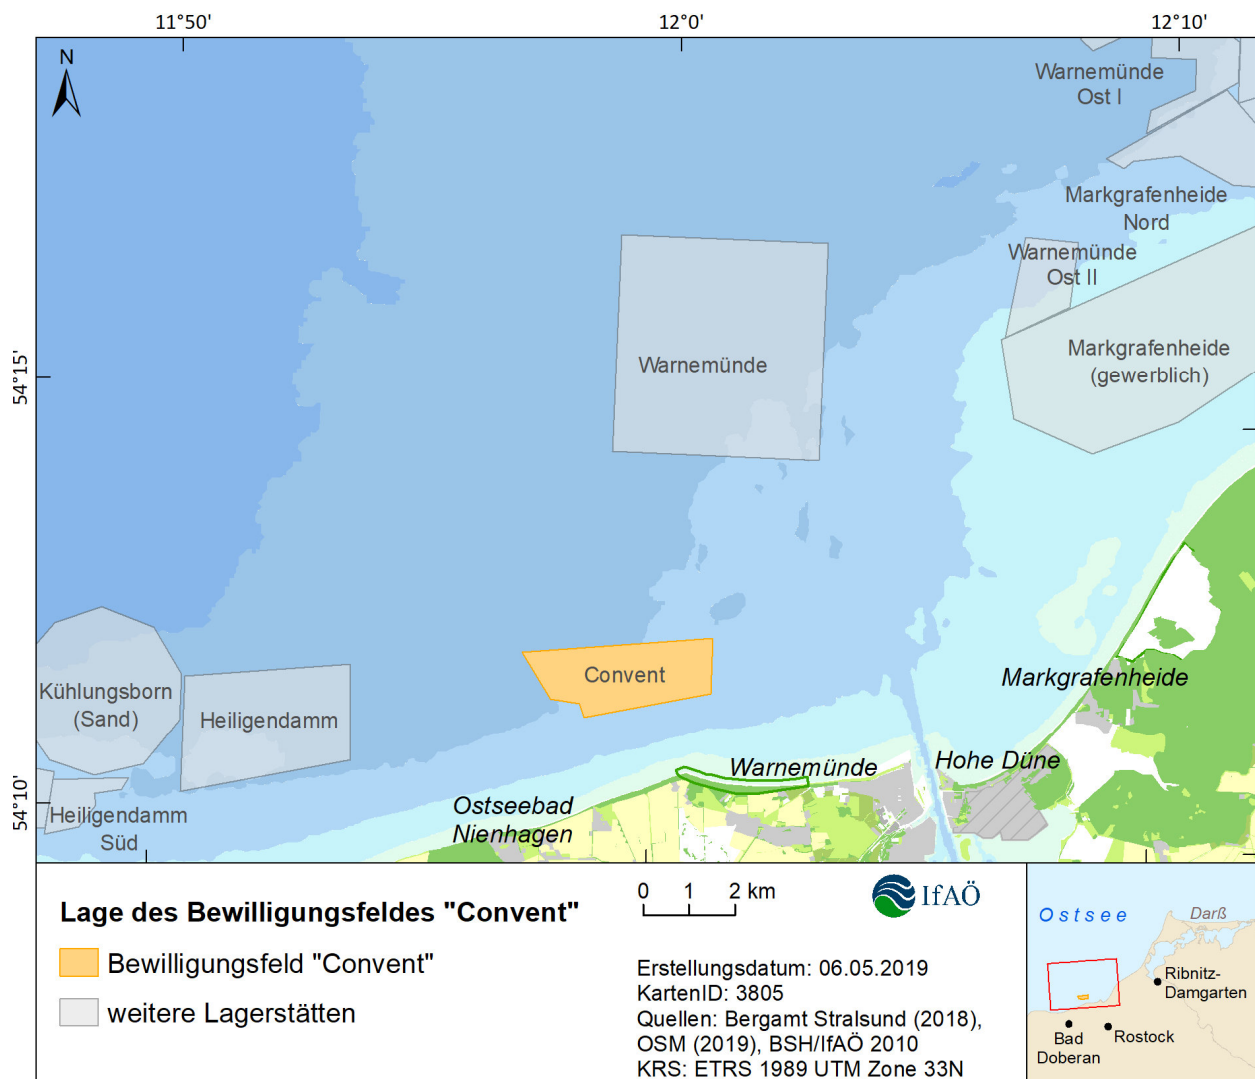 11°50'
12°0'
12°10'
N
Warnemünde
Ost I
Markgrafenheide
Nord
Warnemünde
Ost II
54°15'
Warnemünde
Markgrafenheide
(gewerblich)
Convent
Markgrafenheide
Kühlungsborn
(Sand)
Heiligendamm
Warnemünde
Hohe Düne
54°10'
Heiligendamm
Süd
Ostseebad
Nienhagen
Lage des Bewilligungsfeldes "Convent"
Bewilligungsfeld "Convent"
weitere Lagerstätten
0 1 2 km
IfAÖ
Erstellungsdatum: 06.05.2019
KartenID: 3805
Quellen: Bergamt Stralsund (2018),
OSM (2019), BSH/IfAÖ 2010
KRS: ETRS 1989 UTM Zone 33N
Ostsee
Darß
Ribnitz-
Damgarten
Bad
Doberan
Rostock